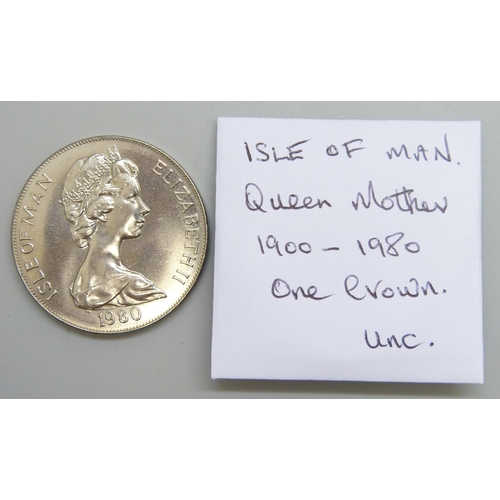 ISLE OF MAN
ELIZABETH II
1980
ISLE OF MAN.
Queen Mother
1900 - 1980
One Crown.
Unc.